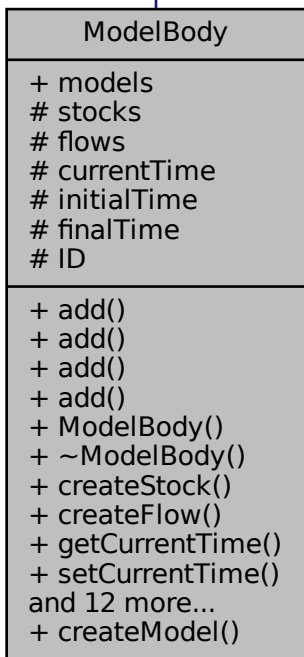 ModelBody
+ models
# stocks
# flows
# currentTime
# initialTime
# finalTime
# ID
+ add()
+ add()
+ add()
+ add()
+ ModelBody()
+ ~ModelBody()
+ createStock()
+ createFlow()
+ getCurrentTime()
+ setCurrentTime()
and 12 more...
+ createModel()